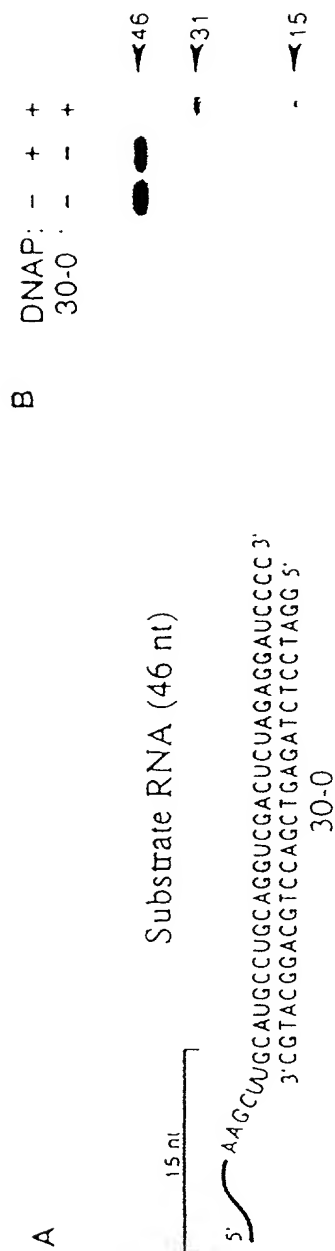 A
Substrate RNA (46 nt)
15 nt
5' AAGCUUGCAUGCCUGCAGGUCGACUCUAGAGGAUCCCC 3'
3'CGTACGGACGTCCAGCTGAGATCTCCTAGG 5'
30-0
B
DNAP: - + +
30-0 : - - +
46
31
15